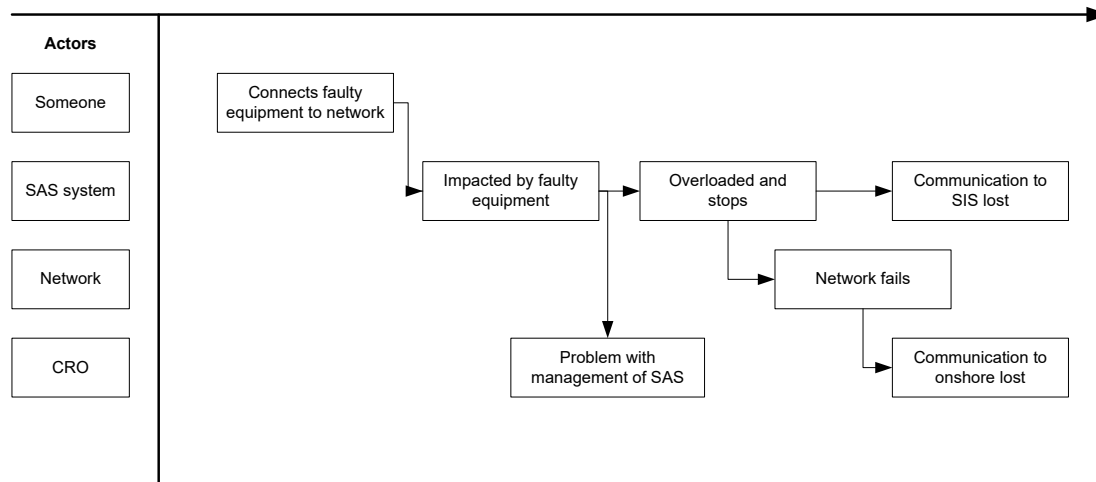 Actors
Someone
Connects faulty
equipment to network
SAS system
Impacted by faulty
equipment
Overloaded and
stops
Communication to
SIS lost
Network
Network fails
CRO
Problem with
management of SAS
Communication to
onshore lost